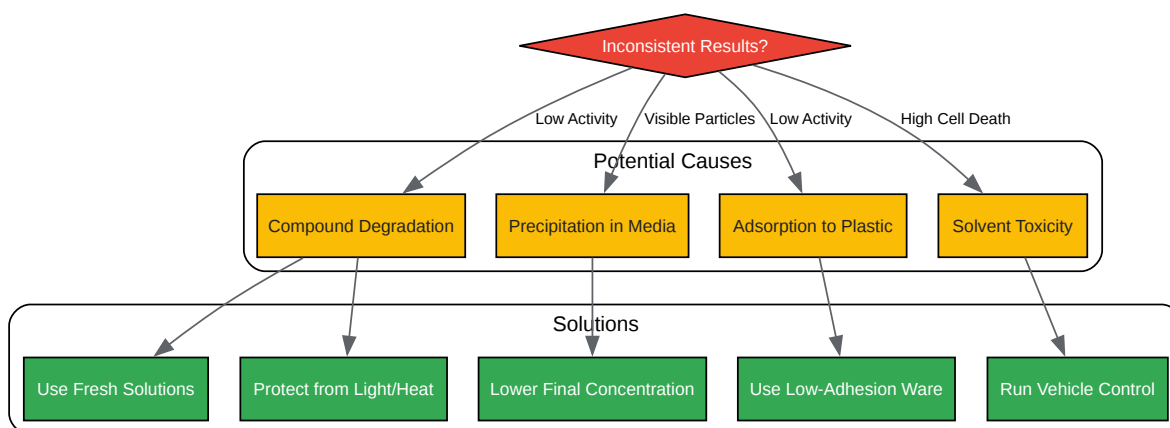 Inconsistent Results?
Low Activity
Visible Particles
Low Activity
High Cell Death
Potential Causes
Compound Degradation
Precipitation in Media
Adsorption to Plastic
Solvent Toxicity
Solutions
Use Fresh Solutions
Protect from Light/Heat
Lower Final Concentration
Use Low-Adhesion Ware
Run Vehicle Control